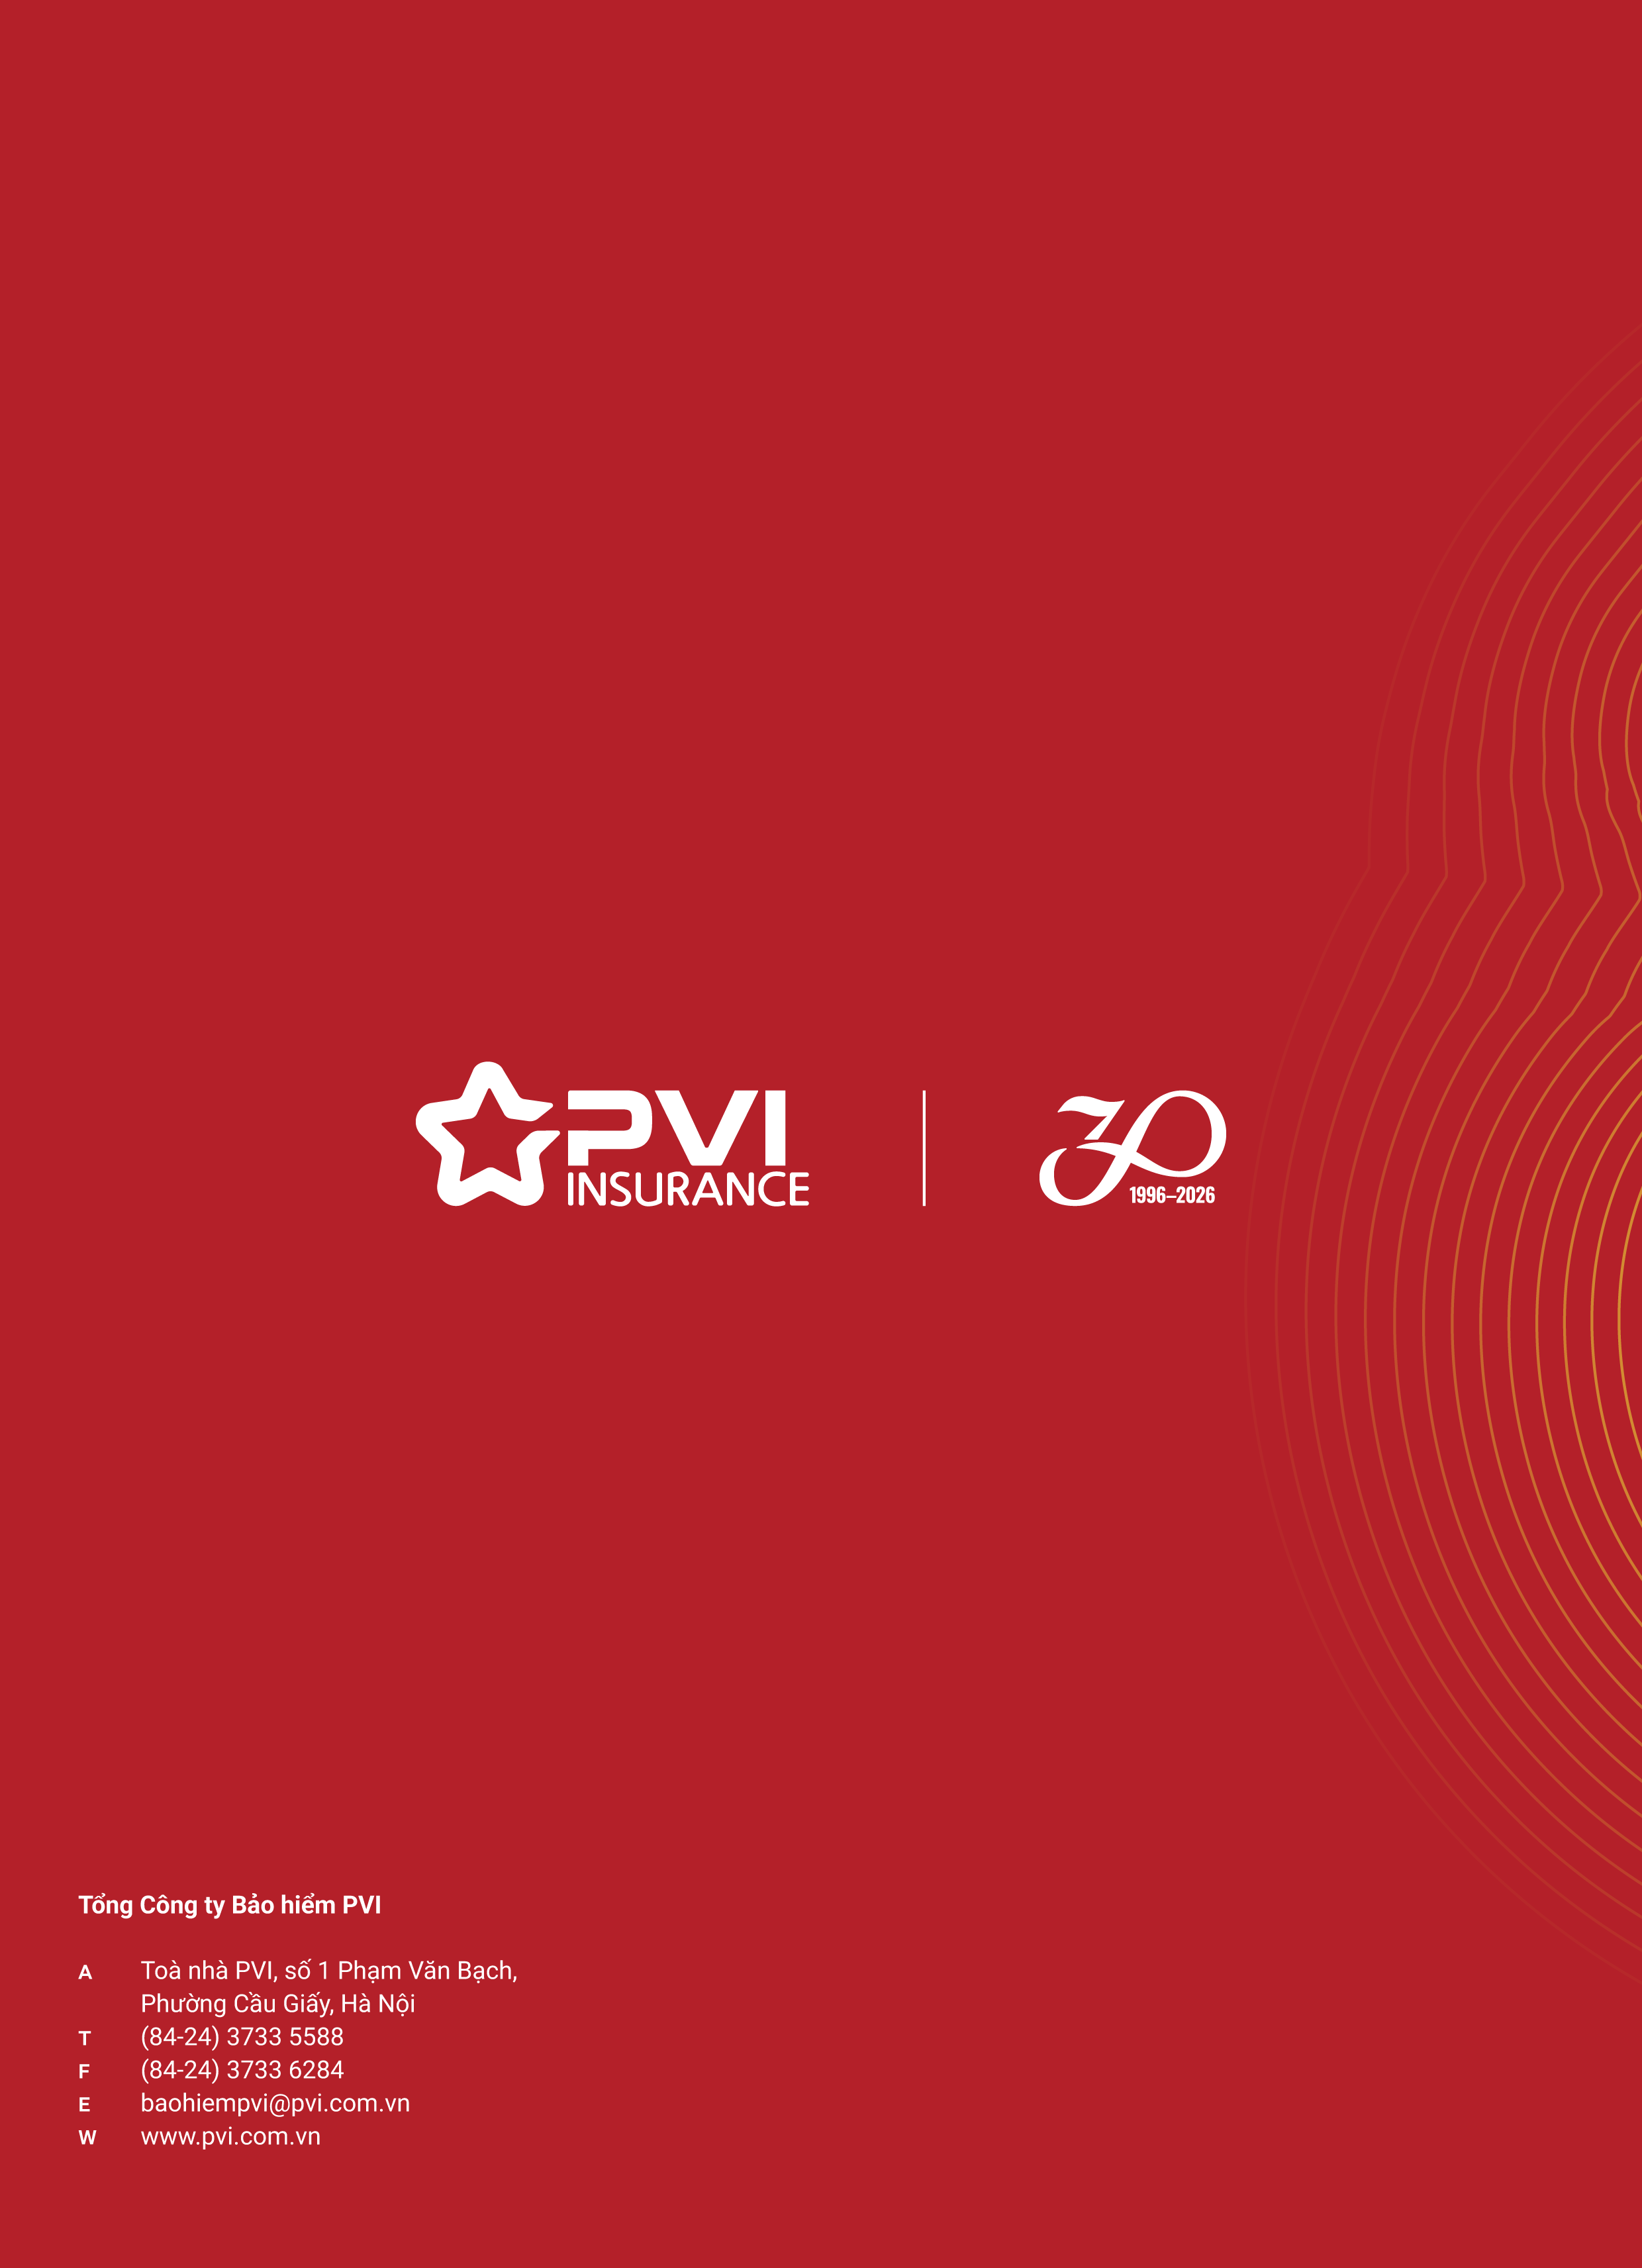 PVI
INSURANCE
30
1996–2026
Tổng Công ty Bảo hiểm PVI
A Toà nhà PVI, số 1 Phạm Văn Bạch,
Phường Cầu Giấy, Hà Nội
T (84-24) 3733 5588
F (84-24) 3733 6284
E baohiempvi@pvi.com.vn
W www.pvi.com.vn